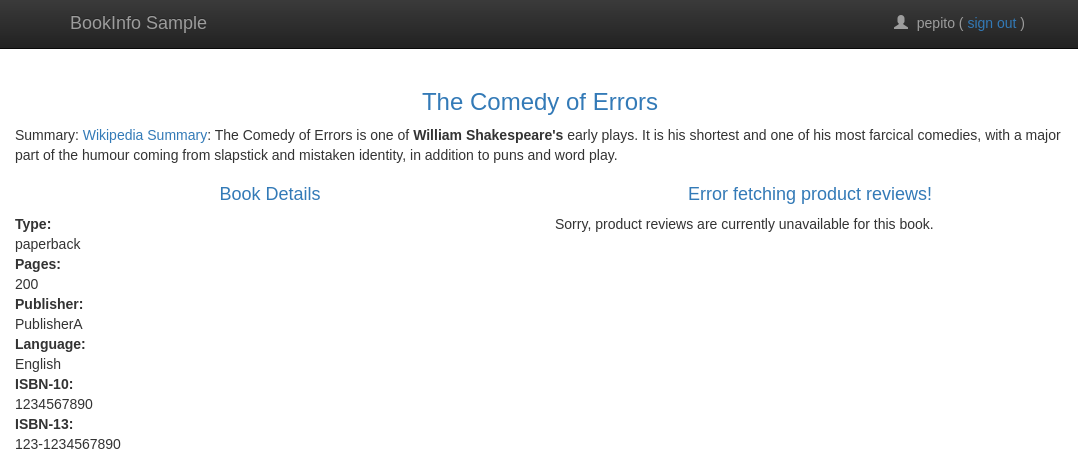 BookInfo Sample
pepito ( sign out )
The Comedy of Errors
Summary: Wikipedia Summary: The Comedy of Errors is one of William Shakespeare's early plays. It is his shortest and one of his most farcical comedies, with a major
part of the humour coming from slapstick and mistaken identity, in addition to puns and word play.
Book Details
Type:
paperback
Pages:
200
Publisher:
PublisherA
Language:
English
ISBN-10:
1234567890
ISBN-13:
123-1234567890
Error fetching product reviews!
Sorry, product reviews are currently unavailable for this book.